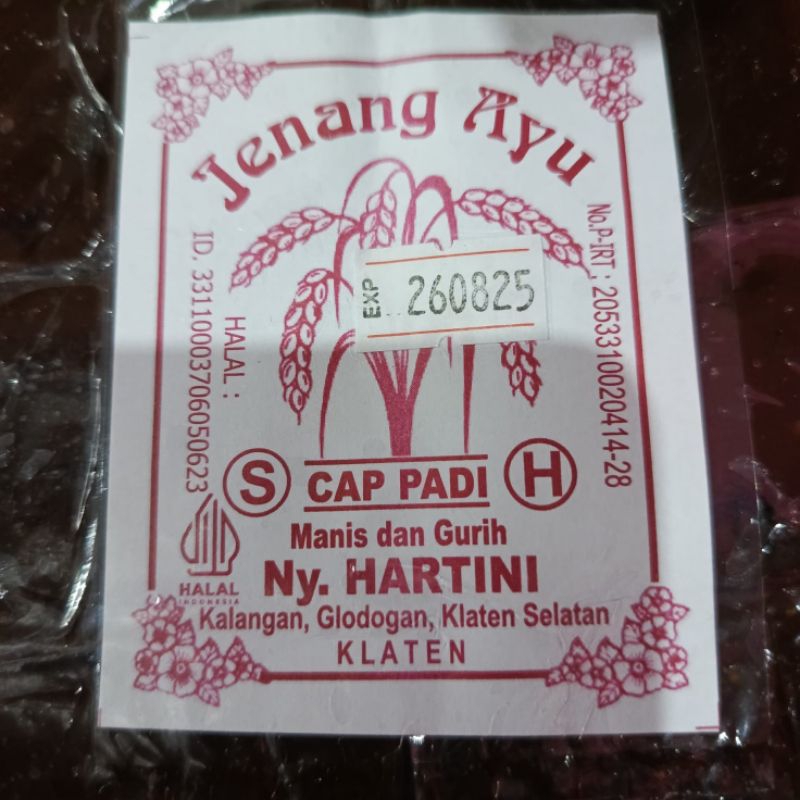 Jenang Ayu
No.P-IRT : 2053310020414-28
EXP 260825
HALAL :
ID. 33110003706050623
S CAP PADI H
HALAL
INDONESIA
Manis dan Gurih
Ny. HARTINI
Kalangan, Glodogan, Klaten Selatan
KLATEN